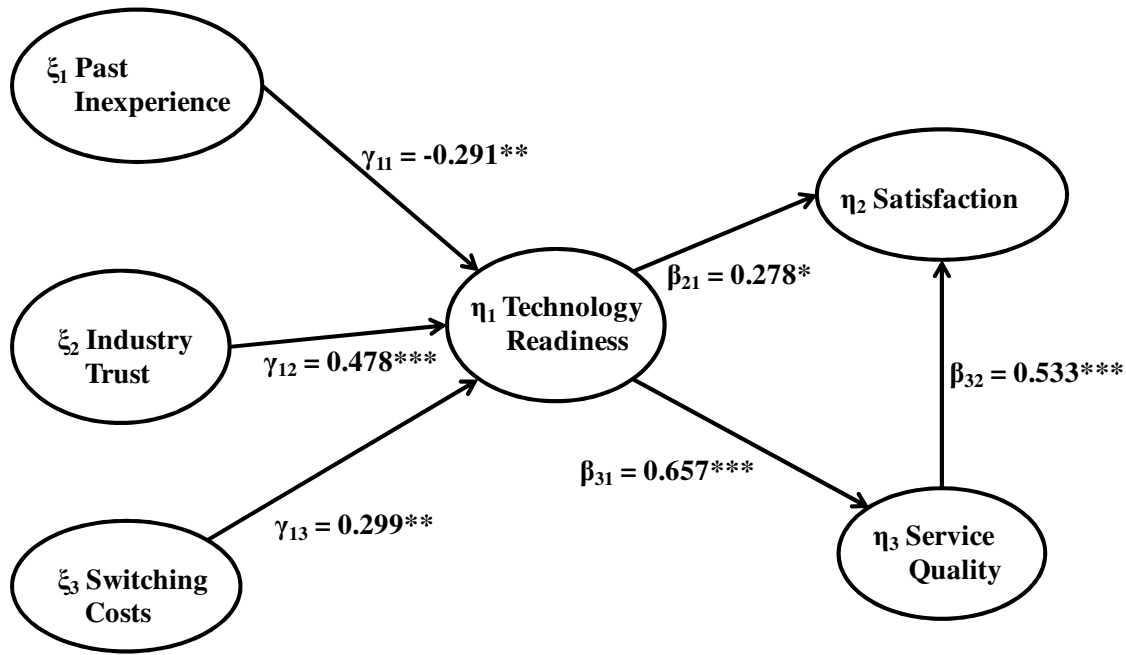 ξ₁ Past
Inexperience
γ₁₁ = -0.291**
η₂ Satisfaction
β₂₁ = 0.278*
η₁ Technology
Readiness
ξ₂ Industry
Trust
γ₁₂ = 0.478***
β₃₂ = 0.533***
β₃₁ = 0.657***
γ₁₃ = 0.299**
η₃ Service
Quality
ξ₃ Switching
Costs